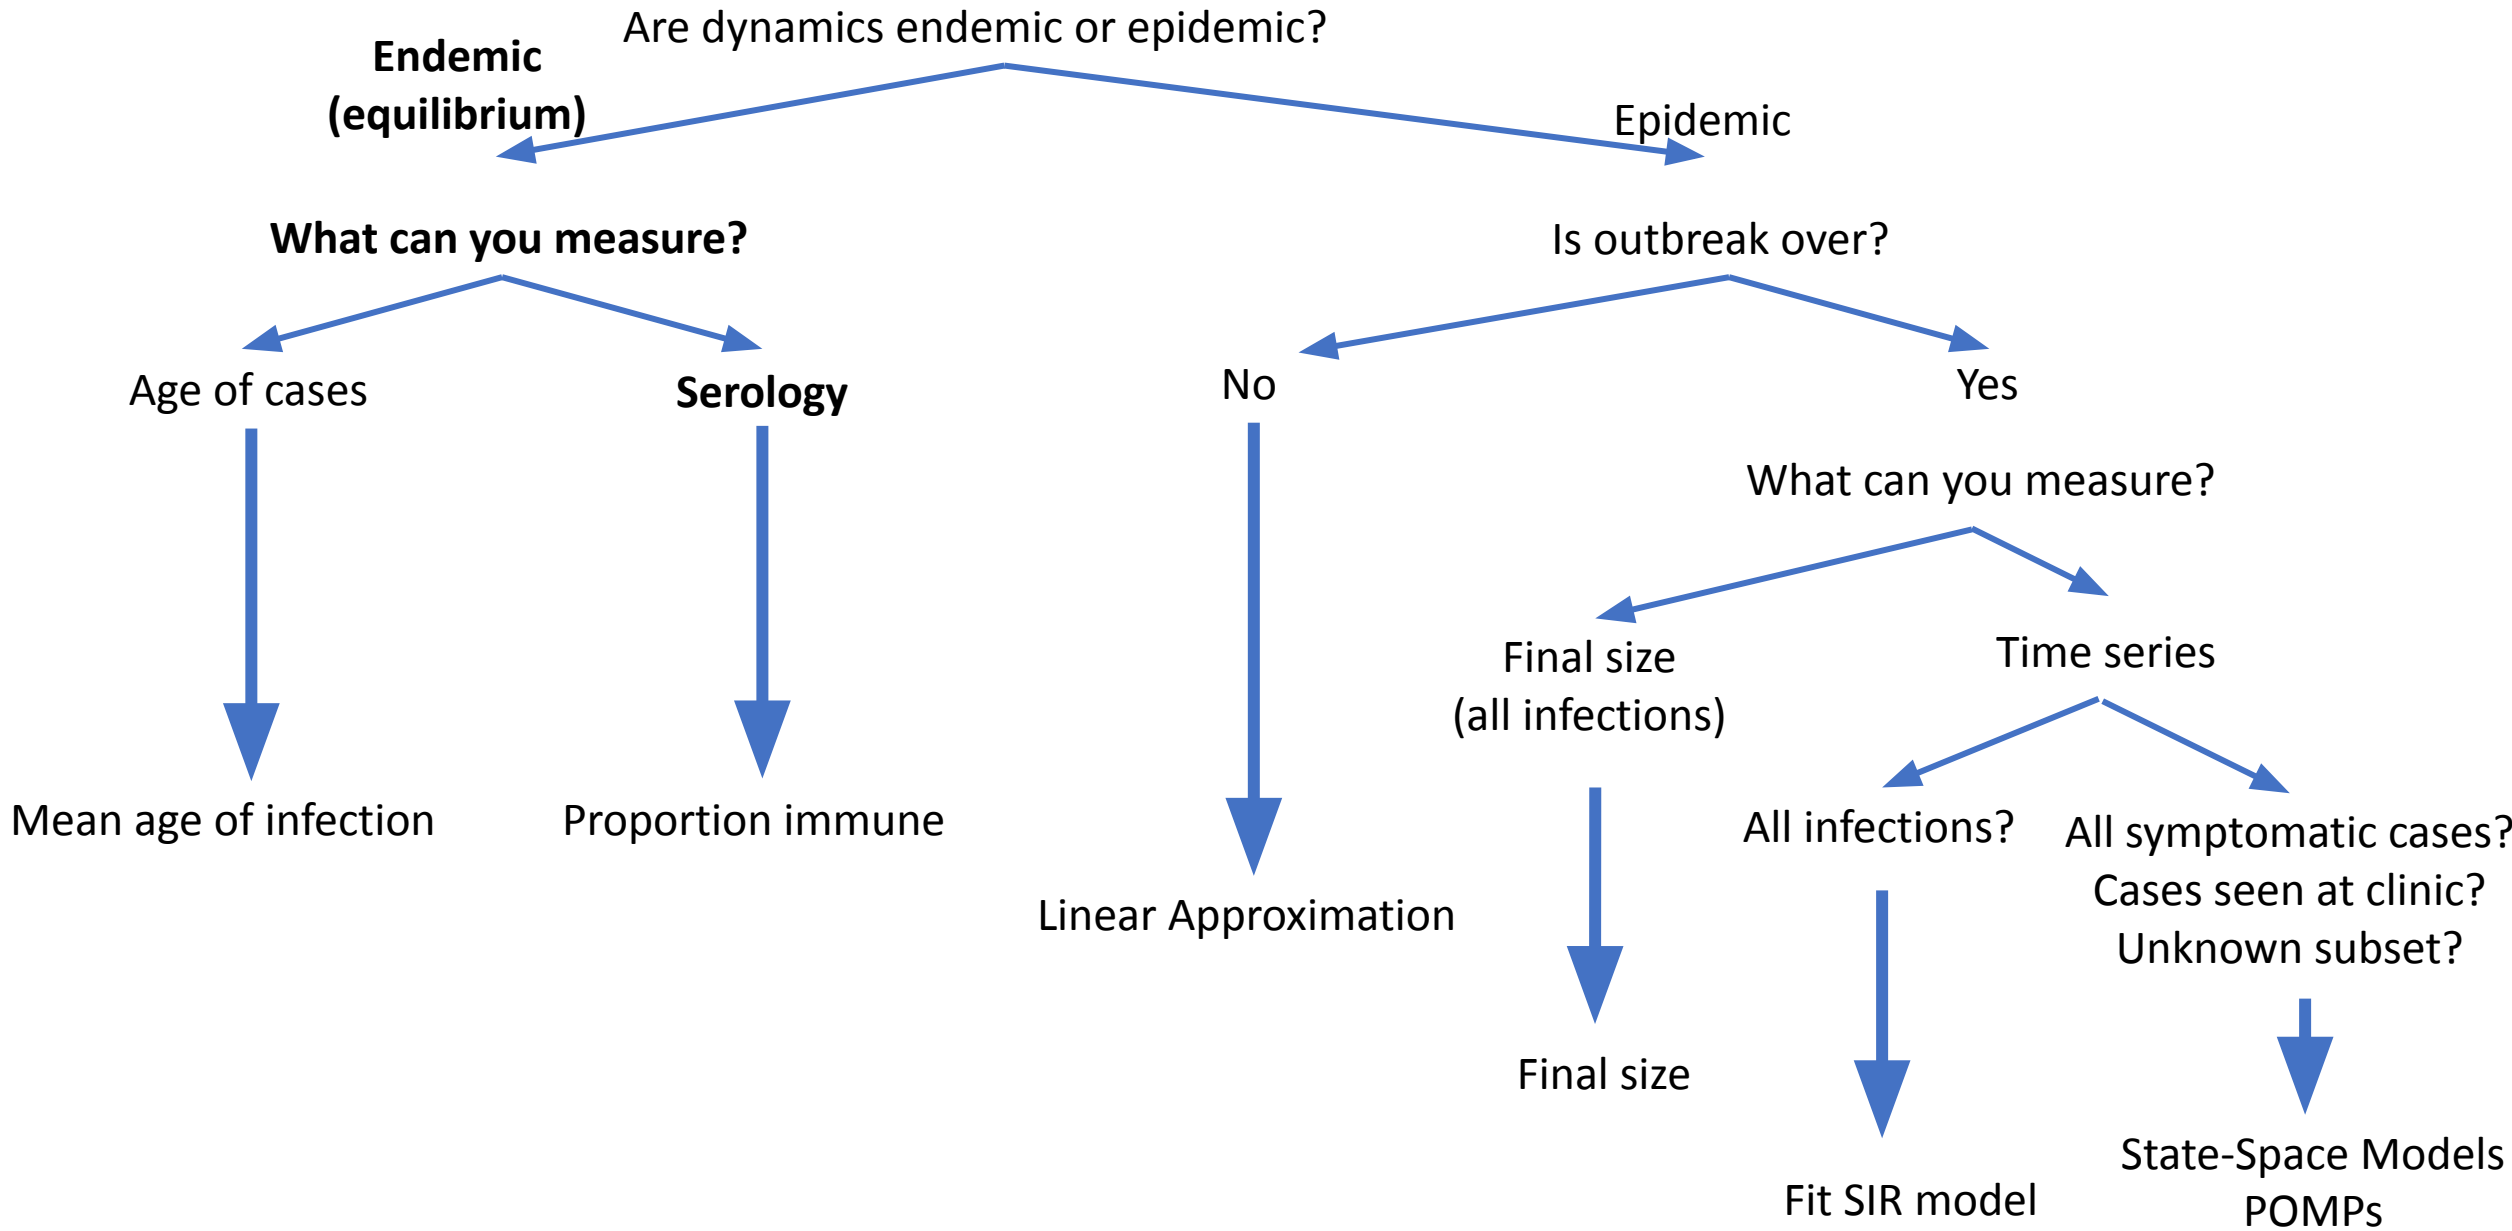 Are dynamics endemic or epidemic?
Endemic
(equilibrium)
Epidemic
What can you measure?
Is outbreak over?
Age of cases
Serology
No
Yes
What can you measure?
Final size
(all infections)
Time series
Mean age of infection
Proportion immune
All infections?
All symptomatic cases?
Cases seen at clinic?
Unknown subset?
Linear Approximation
Final size
Fit SIR model
State-Space Models
POMPs